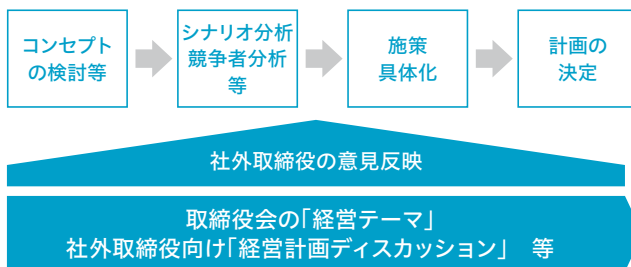 コンセプト
の検討等
シナリオ分析
競争者分析
等
施策
具体化
計画の
決定
社外取締役の意見反映
取締役会の「経営テーマ」
社外取締役向け「経営計画ディスカッション」 等